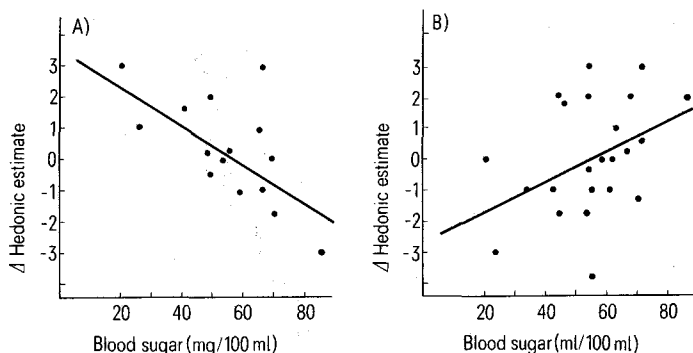 A)
Δ Hedonic estimate
3
2
1
0
-1
-2
-3
20 40 60 80
Blood sugar (mg/100 ml)
B)
Δ Hedonic estimate
3
2
1
0
-1
-2
-3
20 40 60 80
Blood sugar (ml/100 ml)